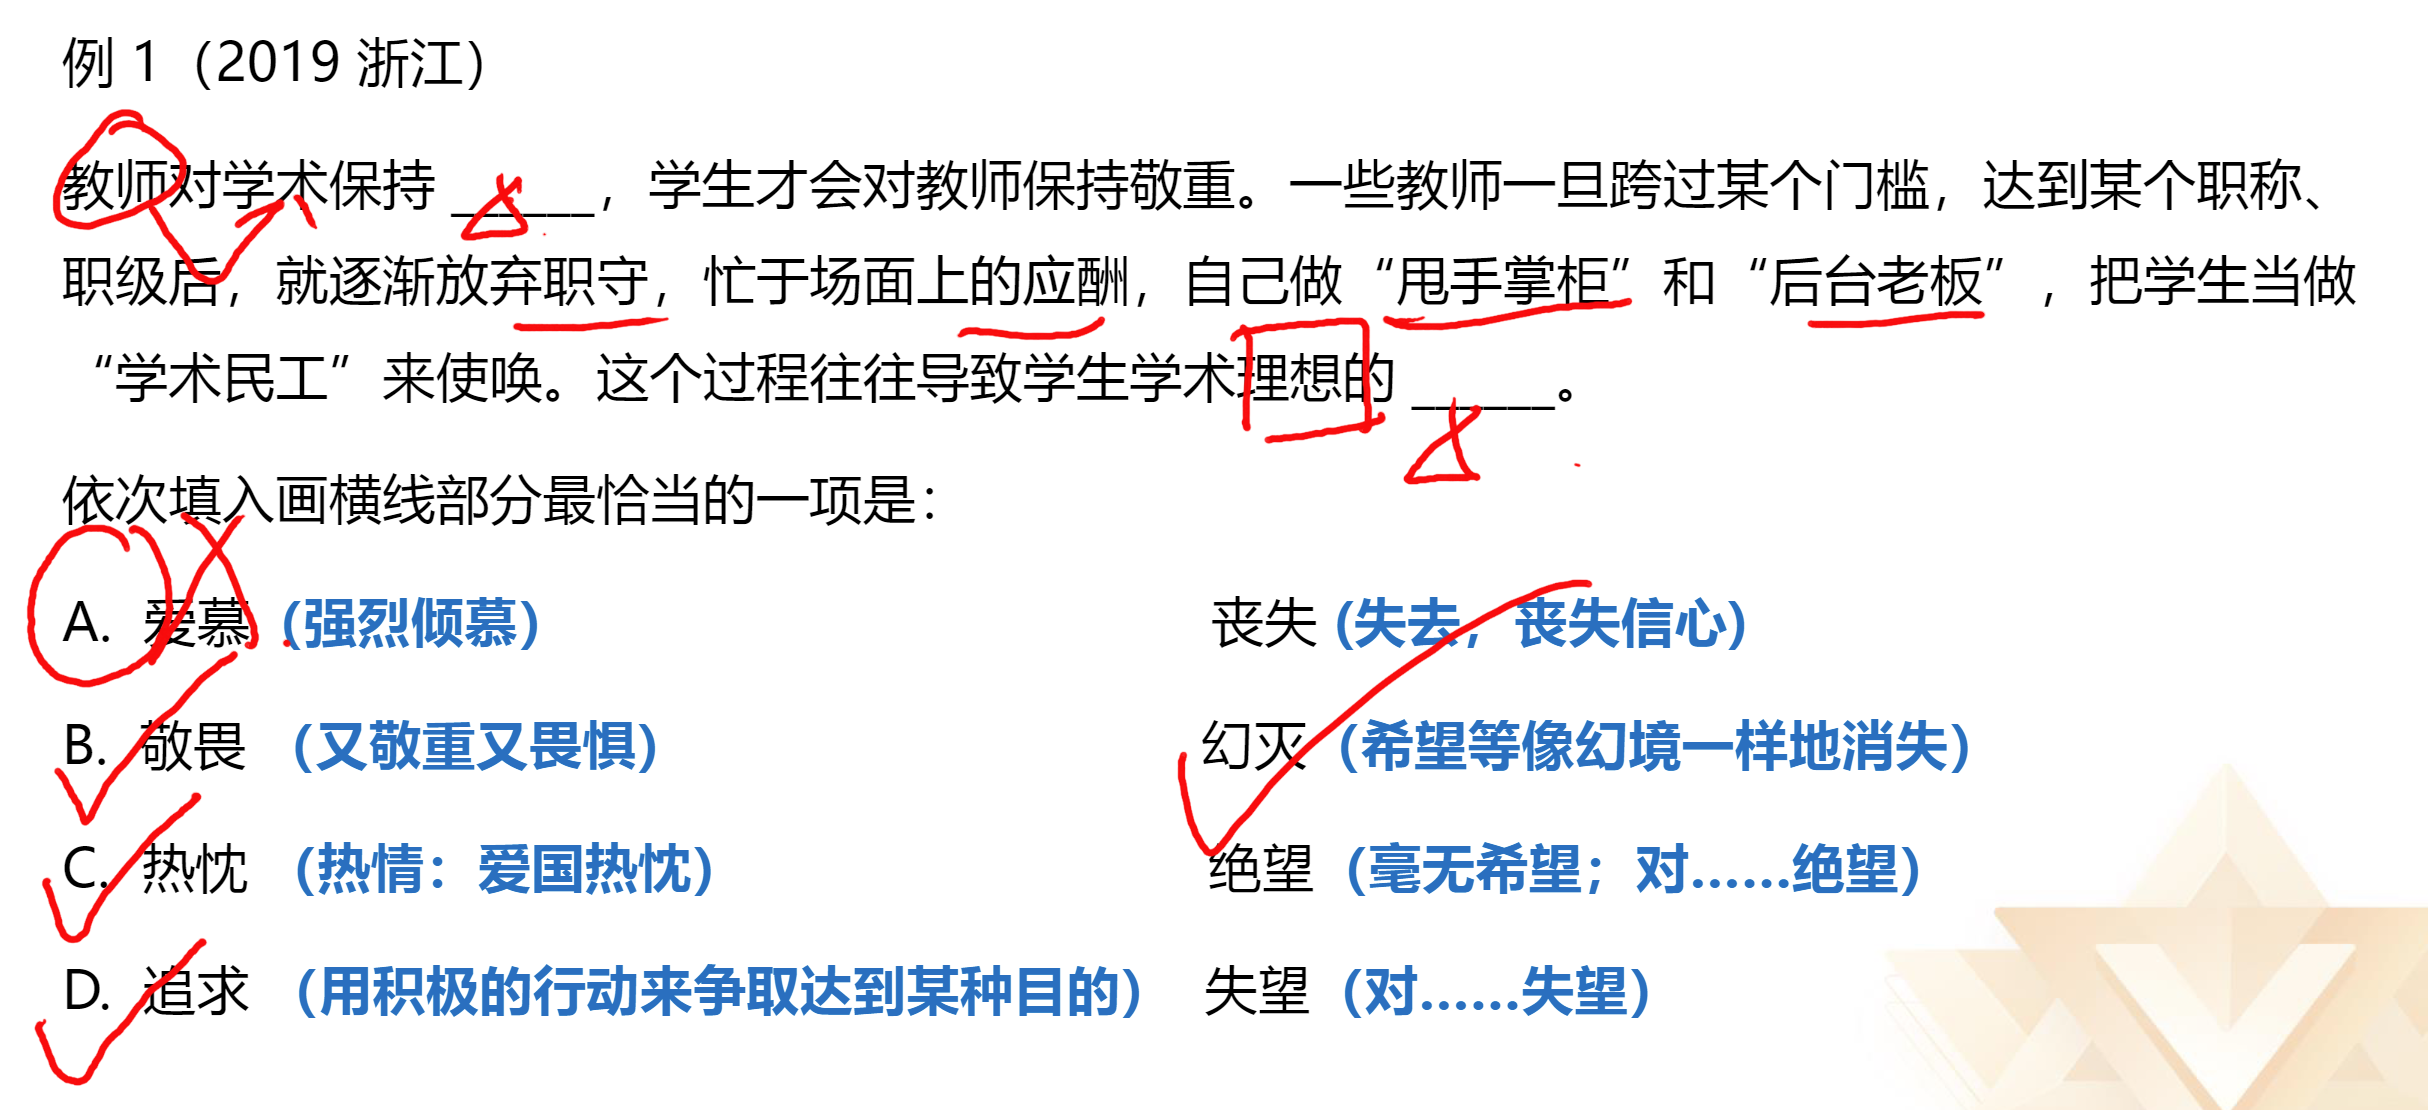 例 1（2019 浙江）
教师对学术保持 ______，学生才会对教师保持敬重。一些教师一旦跨过某个门槛，达到某个职称、
职级后，就逐渐放弃职守，忙于场面上的应酬，自己做“甩手掌柜”和“后台老板”，把学生当做
“学术民工”来使唤。这个过程往往导致学生学术理想的 ______。
依次填入画横线部分最恰当的一项是：
A. 爱慕（强烈倾慕） 丧失 (失去，丧失信心)
B. 敬畏（又敬重又畏惧） 幻灭（希望等像幻境一样地消失）
C. 热忱（热情：爱国热忱） 绝望（毫无希望；对……绝望）
D. 追求（用积极的行动来争取达到某种目的） 失望（对……失望）